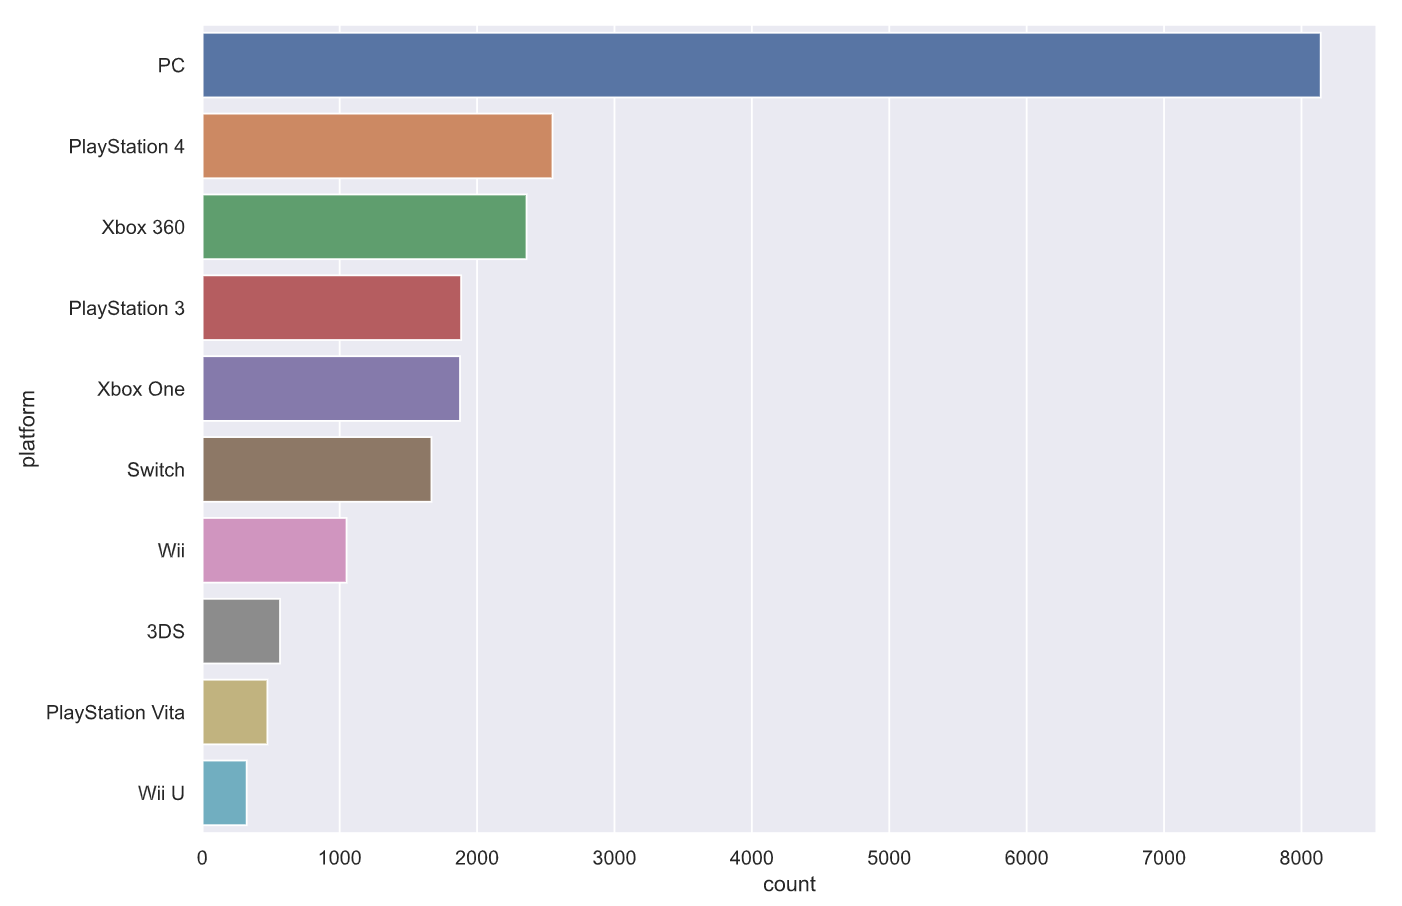 PC
PlayStation 4
Xbox 360
PlayStation 3
Xbox One
Switch
Wii
3DS
PlayStation Vita
Wii U
platform
0 1000 2000 3000 4000 5000 6000 7000 8000
count